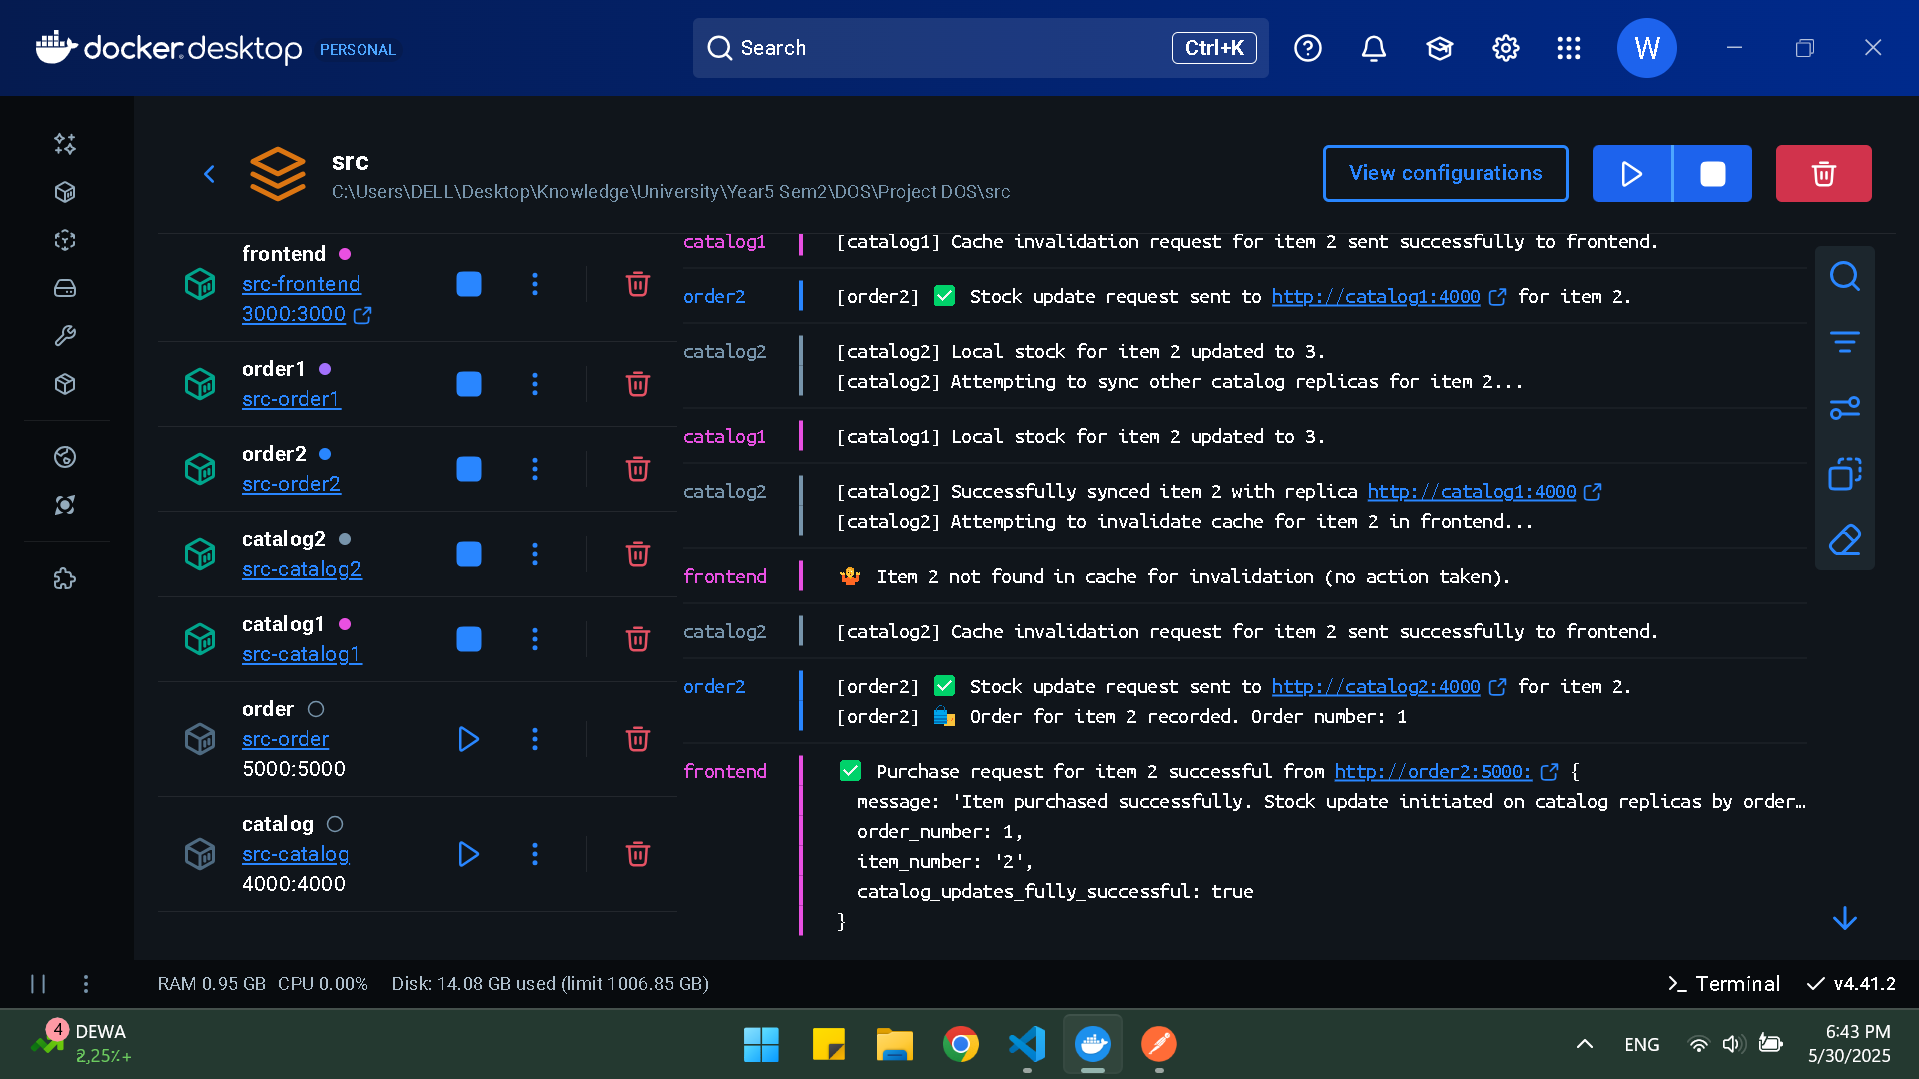 docker desktop PERSONAL
Search
Ctrl+K
W
src
C:\Users\DELL\Desktop\Knowledge\University\Year5 Sem2\DOS\Project DOS\src
View configurations
frontend
src-frontend
3000:3000
order1
src-order1
order2
src-order2
catalog2
src-catalog2
catalog1
src-catalog1
order
src-order
5000:5000
catalog
src-catalog
4000:4000
catalog1 [catalog1] Cache invalidation request for item 2 sent successfully to frontend.
order2 [order2] ✅ Stock update request sent to http://catalog1:4000 for item 2.
catalog2 [catalog2] Local stock for item 2 updated to 3.
[catalog2] Attempting to sync other catalog replicas for item 2...
catalog1 [catalog1] Local stock for item 2 updated to 3.
catalog2 [catalog2] Successfully synced item 2 with replica http://catalog1:4000
[catalog2] Attempting to invalidate cache for item 2 in frontend...
frontend 🤷 Item 2 not found in cache for invalidation (no action taken).
catalog2 [catalog2] Cache invalidation request for item 2 sent successfully to frontend.
order2 [order2] ✅ Stock update request sent to http://catalog2:4000 for item 2.
[order2] 🛍️ Order for item 2 recorded. Order number: 1
frontend ✅ Purchase request for item 2 successful from http://order2:5000: {
message: 'Item purchased successfully. Stock update initiated on catalog replicas by order…
order_number: 1,
item_number: '2',
catalog_updates_fully_successful: true
}
RAM 0.95 GB CPU 0.00% Disk: 14.08 GB used (limit 1006.85 GB)
Terminal
v4.41.2
4
DEWA
2,25٪+
ENG
6:43 PM
5/30/2025